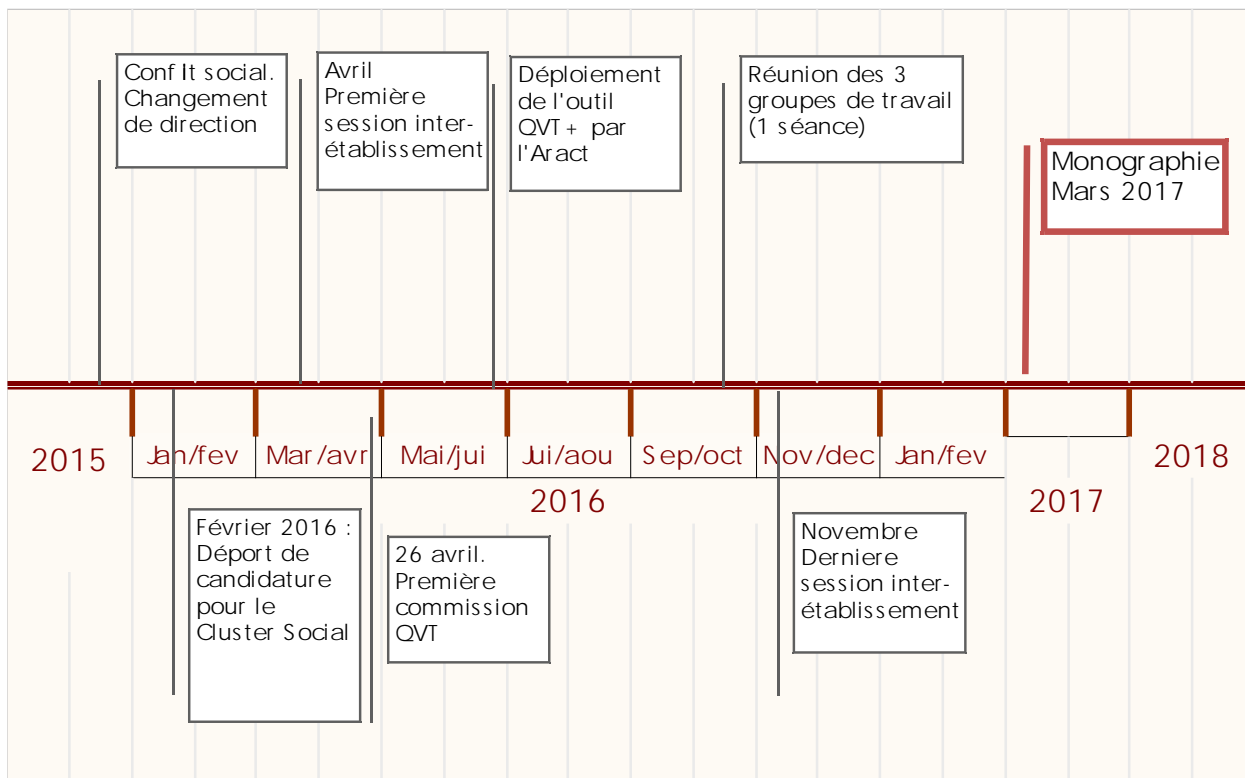 Conflt social.
Changement
de direction
Avril
Première
session inter-
établissement
Déploiement
de l'outil
QVT+ par
l'Aract
Réunion des 3
groupes de travail
(1 séance)
Monographie
Mars 2017
2015
Jan/fev
Mar/avr
Mai/jui
Jui/aou
Sep/oct
Nov/dec
Jan/fev
2018
2016
2017
Février 2016 :
Déport de
candidature
pour le
Cluster Social
26 avril.
Première
commission
QVT
Novembre
Derniere
session inter-
établissement